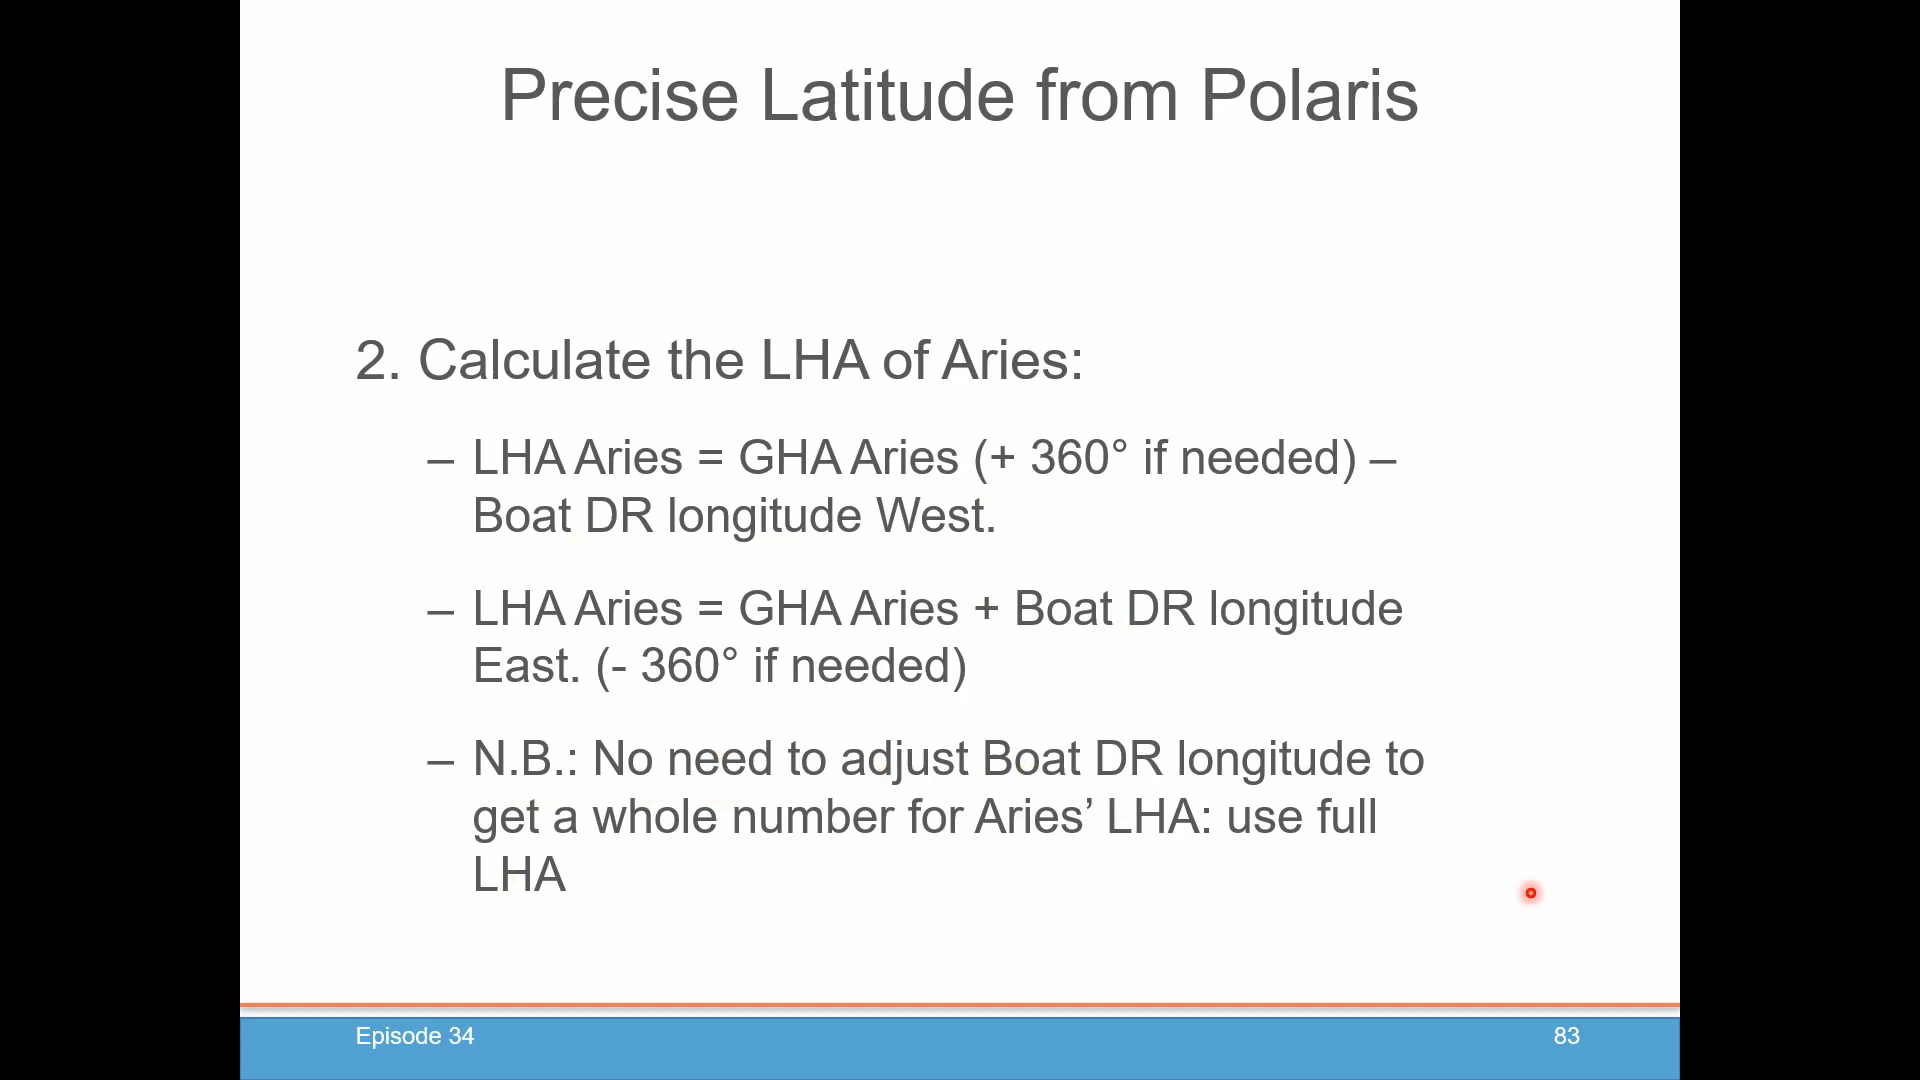 Precise Latitude from Polaris
2. Calculate the LHA of Aries:
– LHA Aries = GHA Aries (+ 360° if needed) –
Boat DR longitude West.
– LHA Aries = GHA Aries + Boat DR longitude
East. (- 360° if needed)
– N.B.: No need to adjust Boat DR longitude to
get a whole number for Aries’ LHA: use full
LHA
Episode 34
83